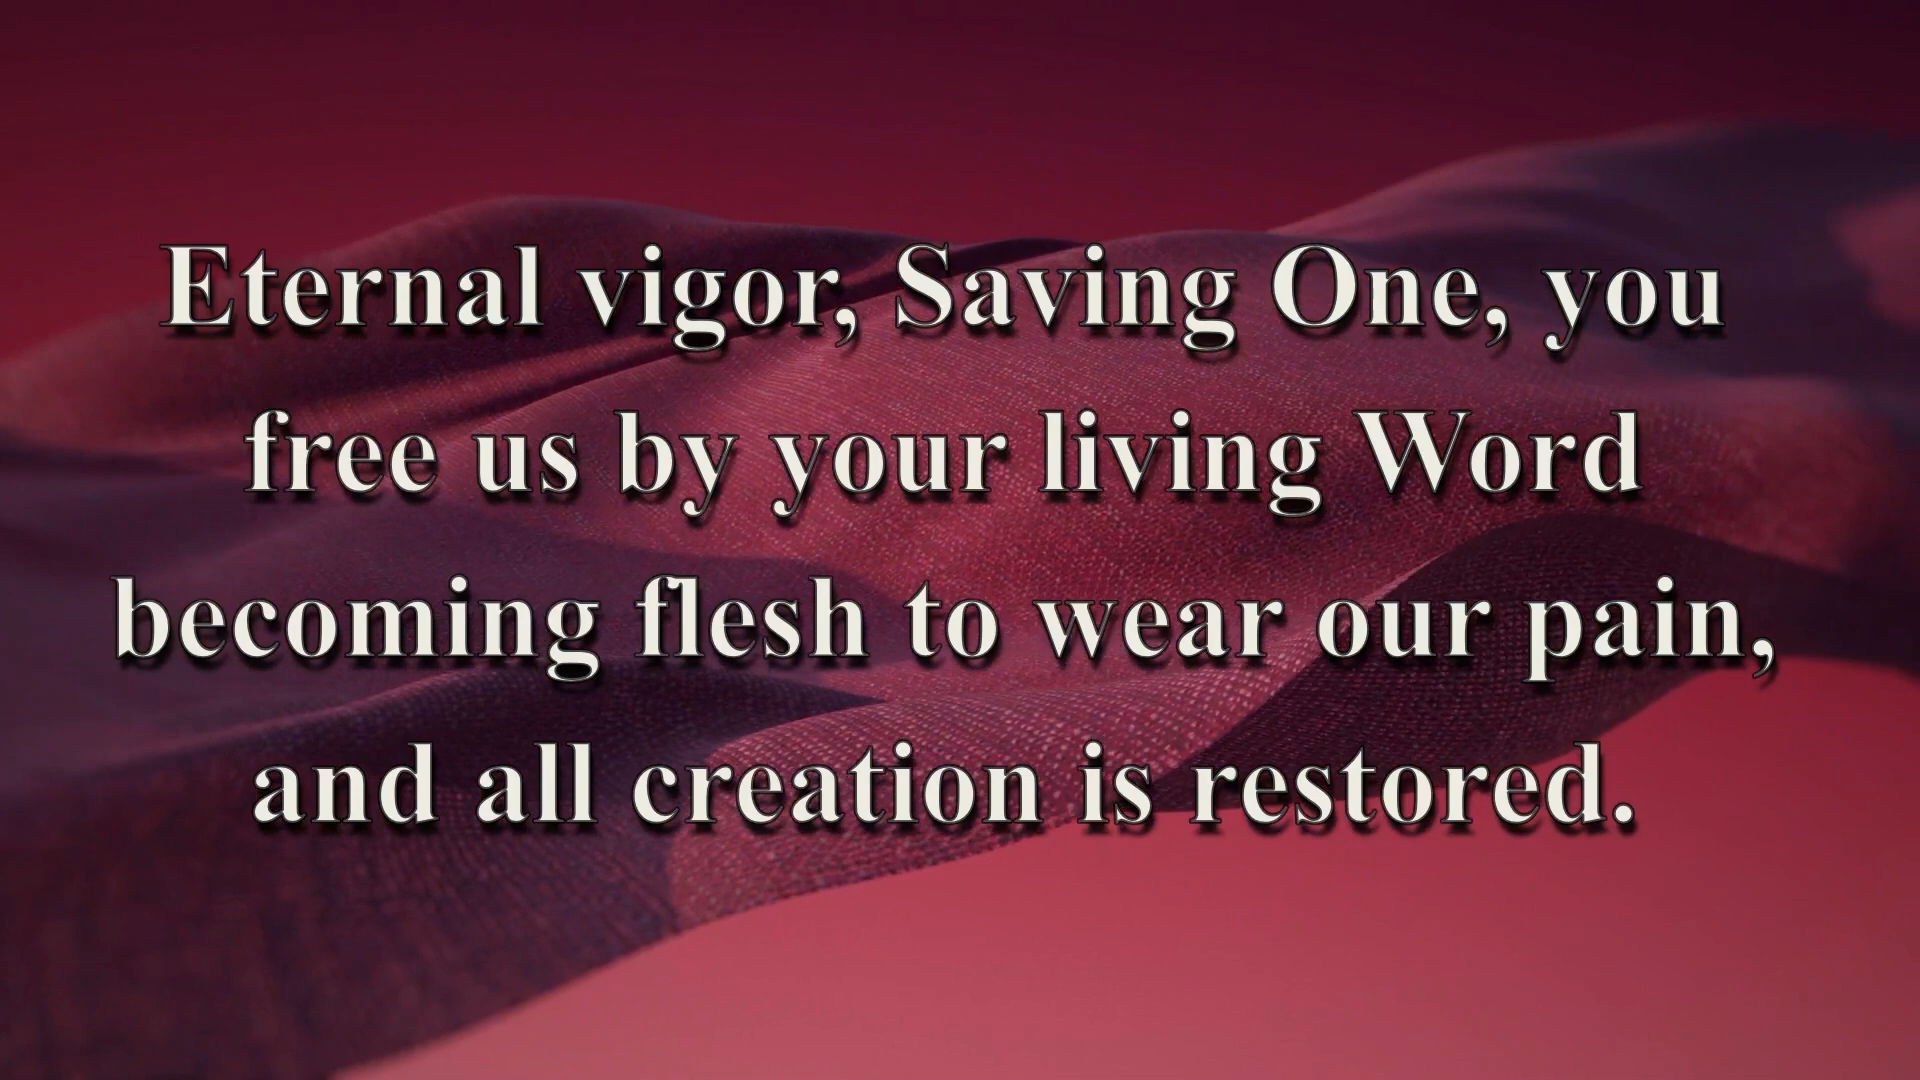 Eternal vigor, Saving One, you
free us by your living Word
becoming flesh to wear our pain,
and all creation is restored.